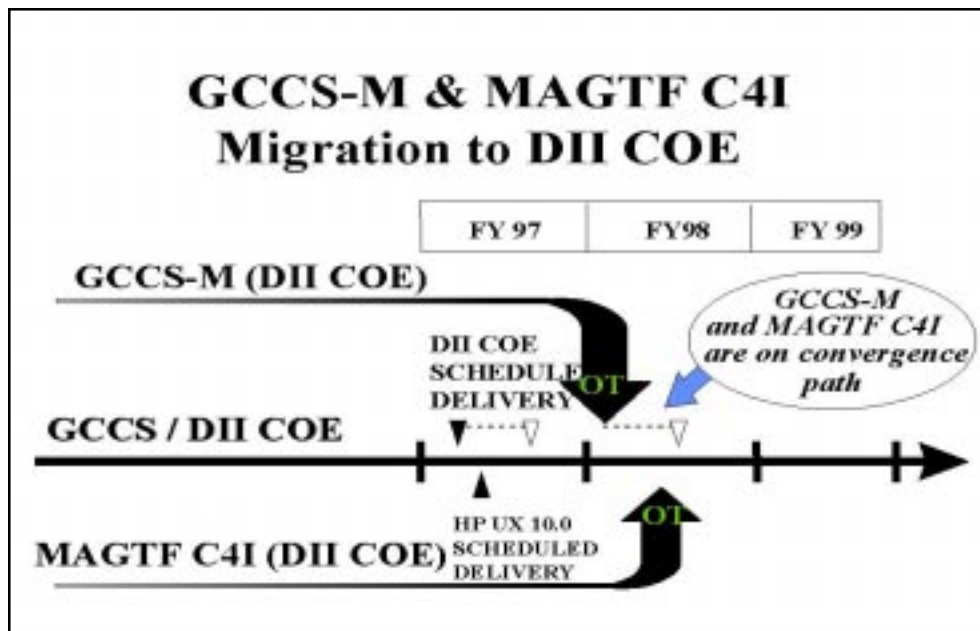 GCCS-M & MAGTF C4I
Migration to DII COE
FY 97
FY98
FY 99
GCCS-M (DII COE)
GCCS-M
and MAGTF C4I
are on convergence
path
DII COE
SCHEDULE
DELIVERY
OT
GCCS / DII COE
HP UX 10.0
SCHEDULED
DELIVERY
OT
MAGTF C4I (DII COE)